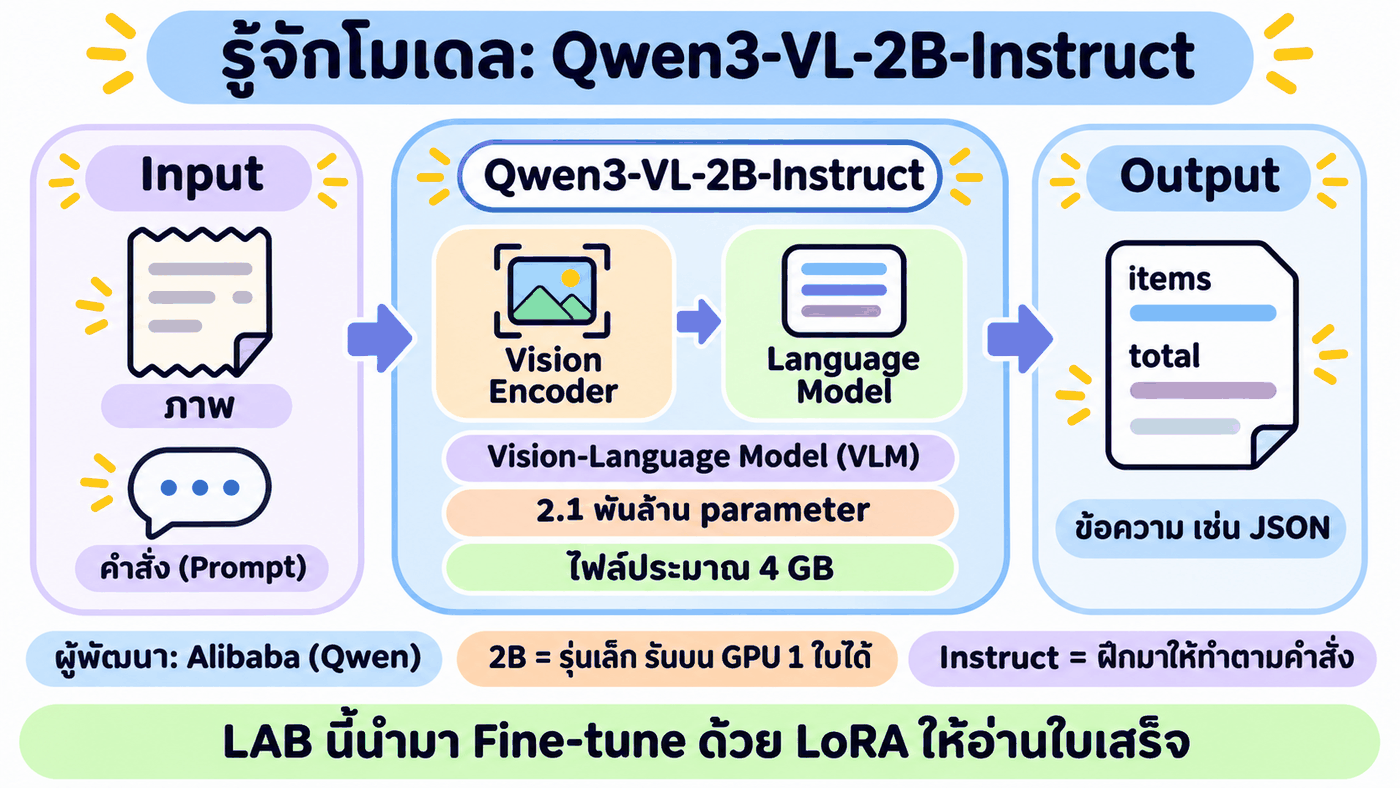 รู้จักโมเดล: Qwen3-VL-2B-Instruct
Input
ภาพ
คำสั่ง (Prompt)
Qwen3-VL-2B-Instruct
Vision
Encoder
Language
Model
Vision-Language Model (VLM)
2.1 พันล้าน parameter
ไฟล์ประมาณ 4 GB
Output
items
total
ข้อความ เช่น JSON
ผู้พัฒนา: Alibaba (Qwen)
2B = รุ่นเล็ก รันบน GPU 1 ใบได้
Instruct = ฝึกมาให้ทำตามคำสั่ง
LAB นี้นำมา Fine-tune ด้วย LoRA ให้อ่านใบเสร็จ